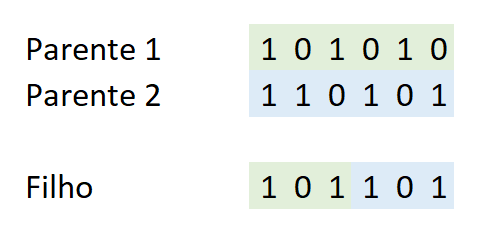 Parente 1 1 0 1 0 1 0
Parente 2 1 1 0 1 0 1
Filho 1 0 1 1 0 1